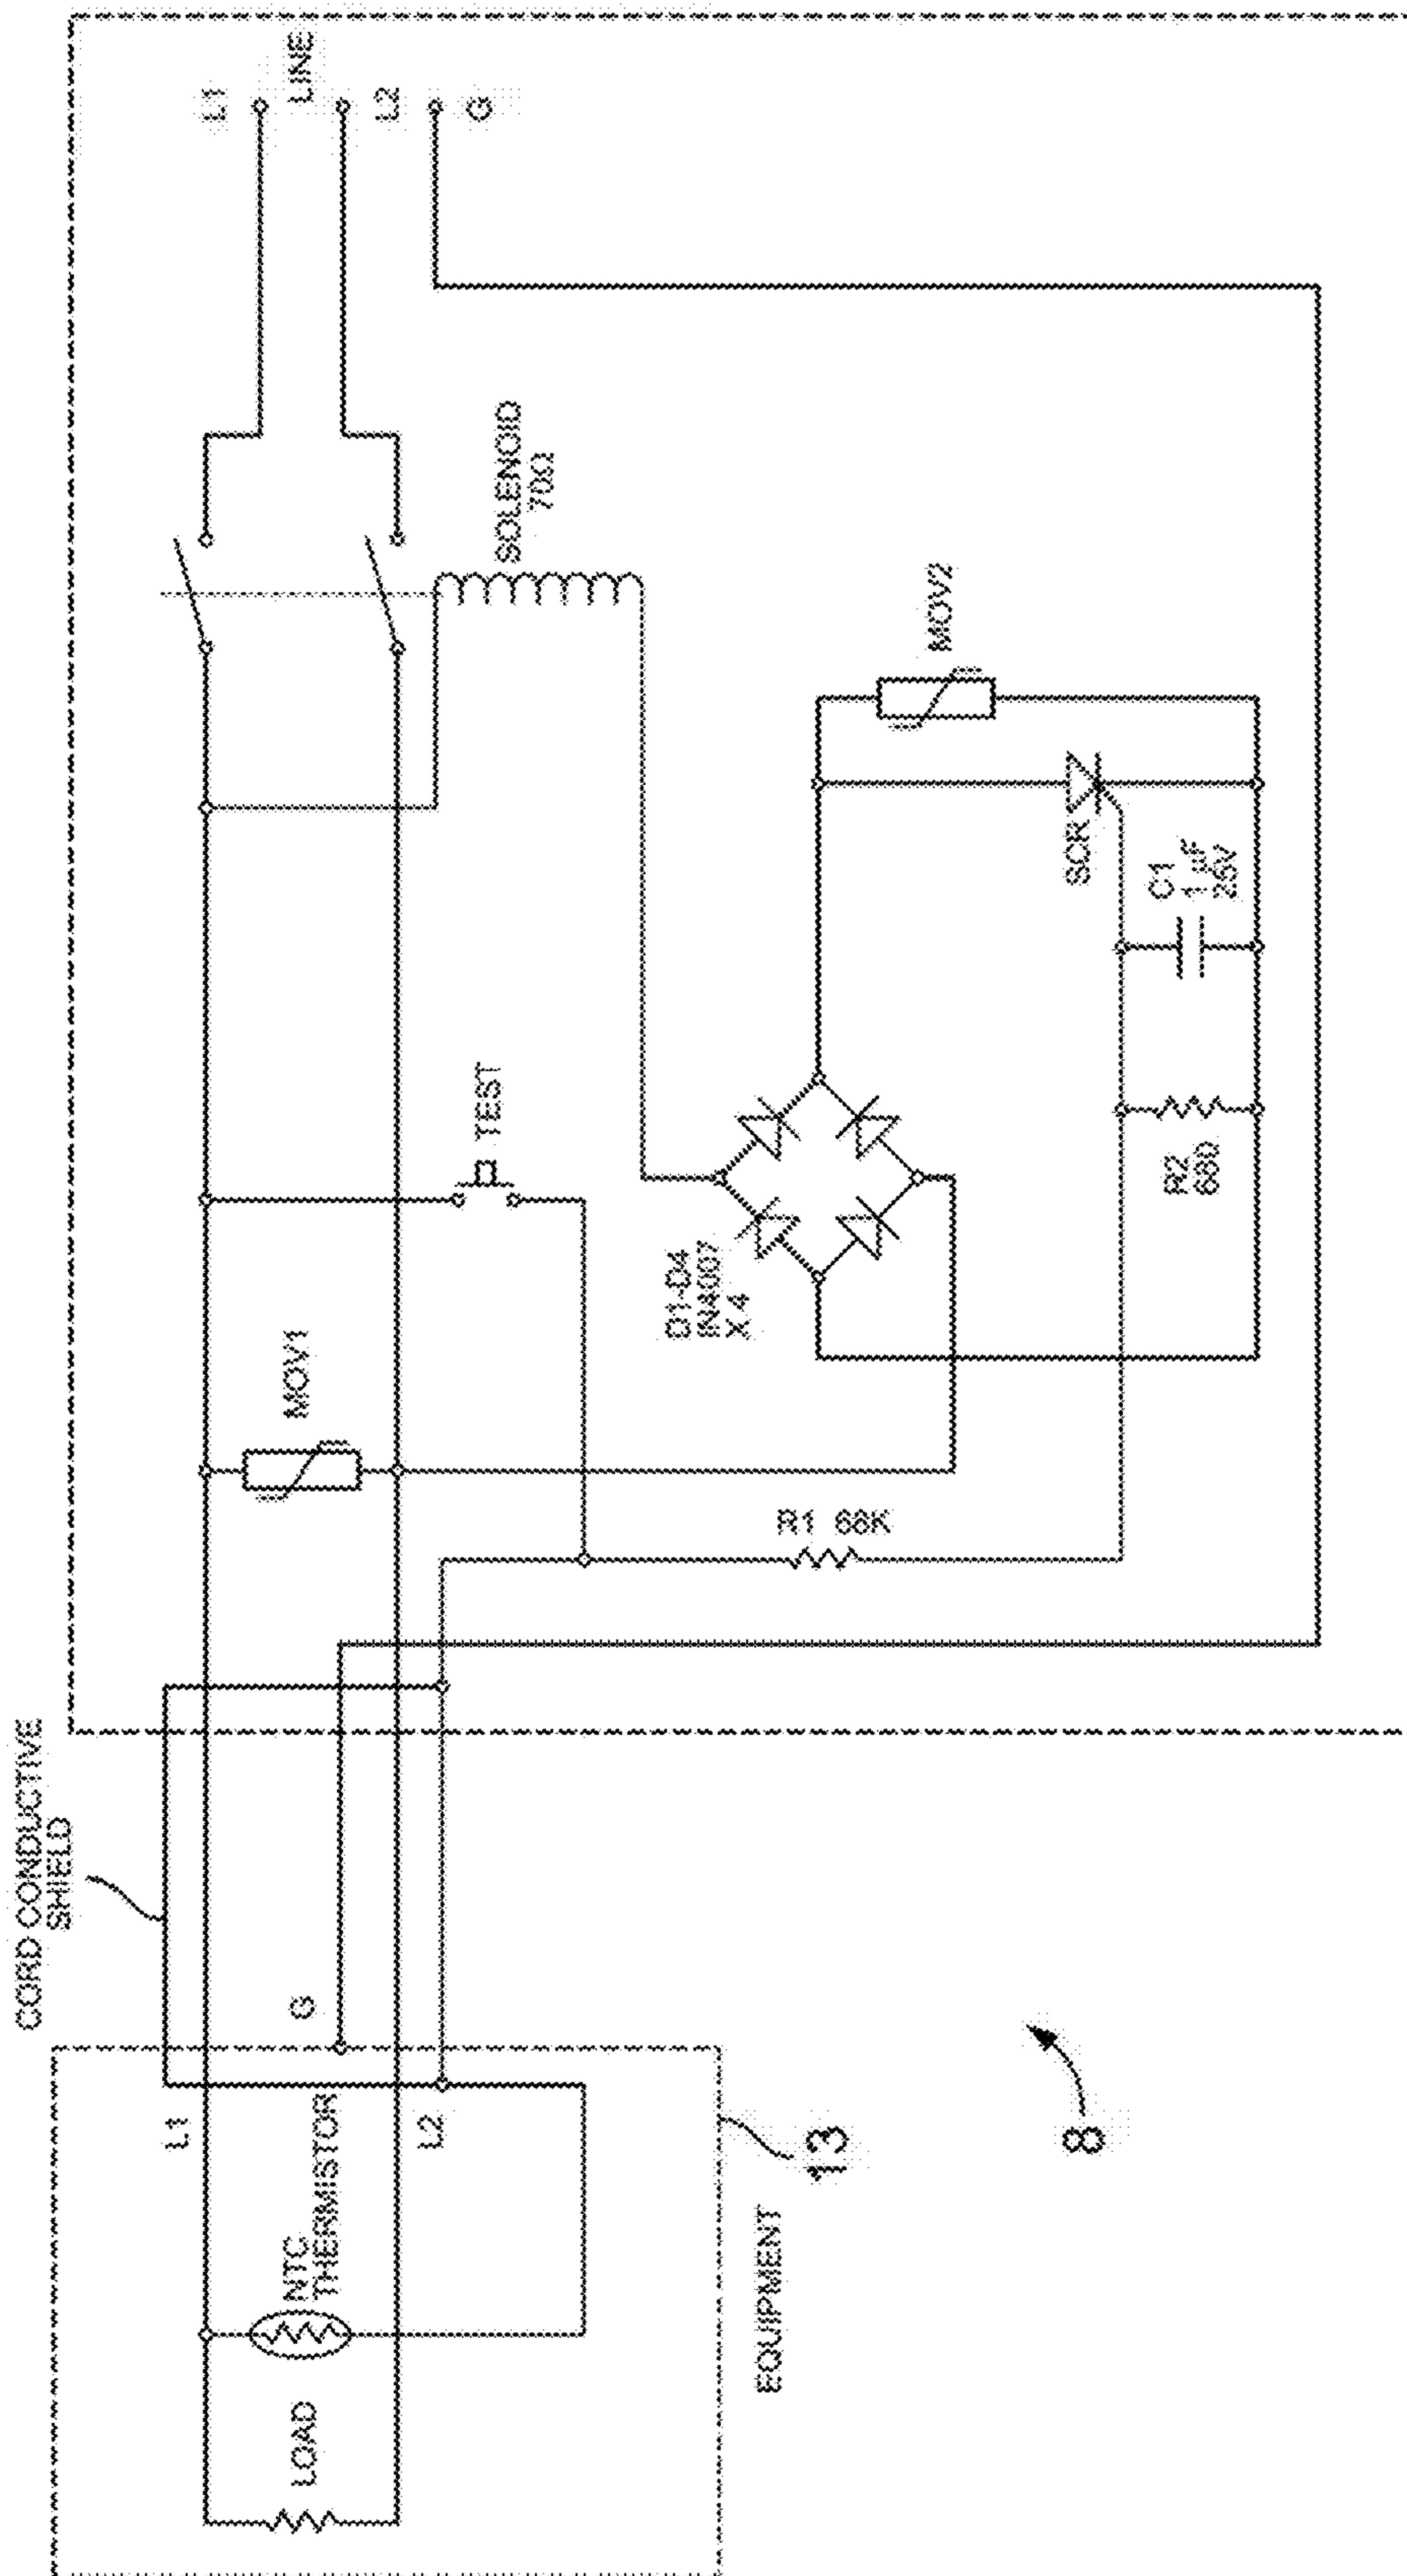 CORD CONDUCTIVE
SHIELD
L1
LINE
L2
G
SOLENOID
70Ω
MOV2
SCR
C1
1 uF
25V
TEST
D1-D4
IN4007
X 4
R2
680
MOV1
R1 68K
G
L1
L2
NTC
THERMISTOR
LOAD
EQUIPMENT
13
8